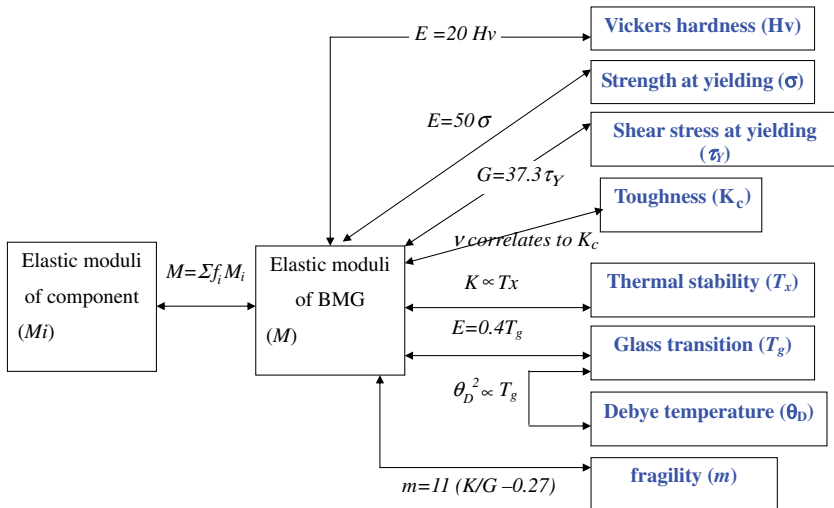 E=20 Hv
Vickers hardness (Hv)
Strength at yielding (σ)
E=50σ
Shear stress at yielding
(τY)
G=37.3τY
Toughness (Kc)
ν correlates to Kc
Elastic moduli
of component
(Mi)
M=Σf i M i
Elastic moduli
of BMG
(M)
K ∝ Tx
Thermal stability (Tx)
E=0.4Tg
Glass transition (Tg)
θD² ∝ Tg
Debye temperature (θD)
m=11 (K/G –0.27)
fragility (m)